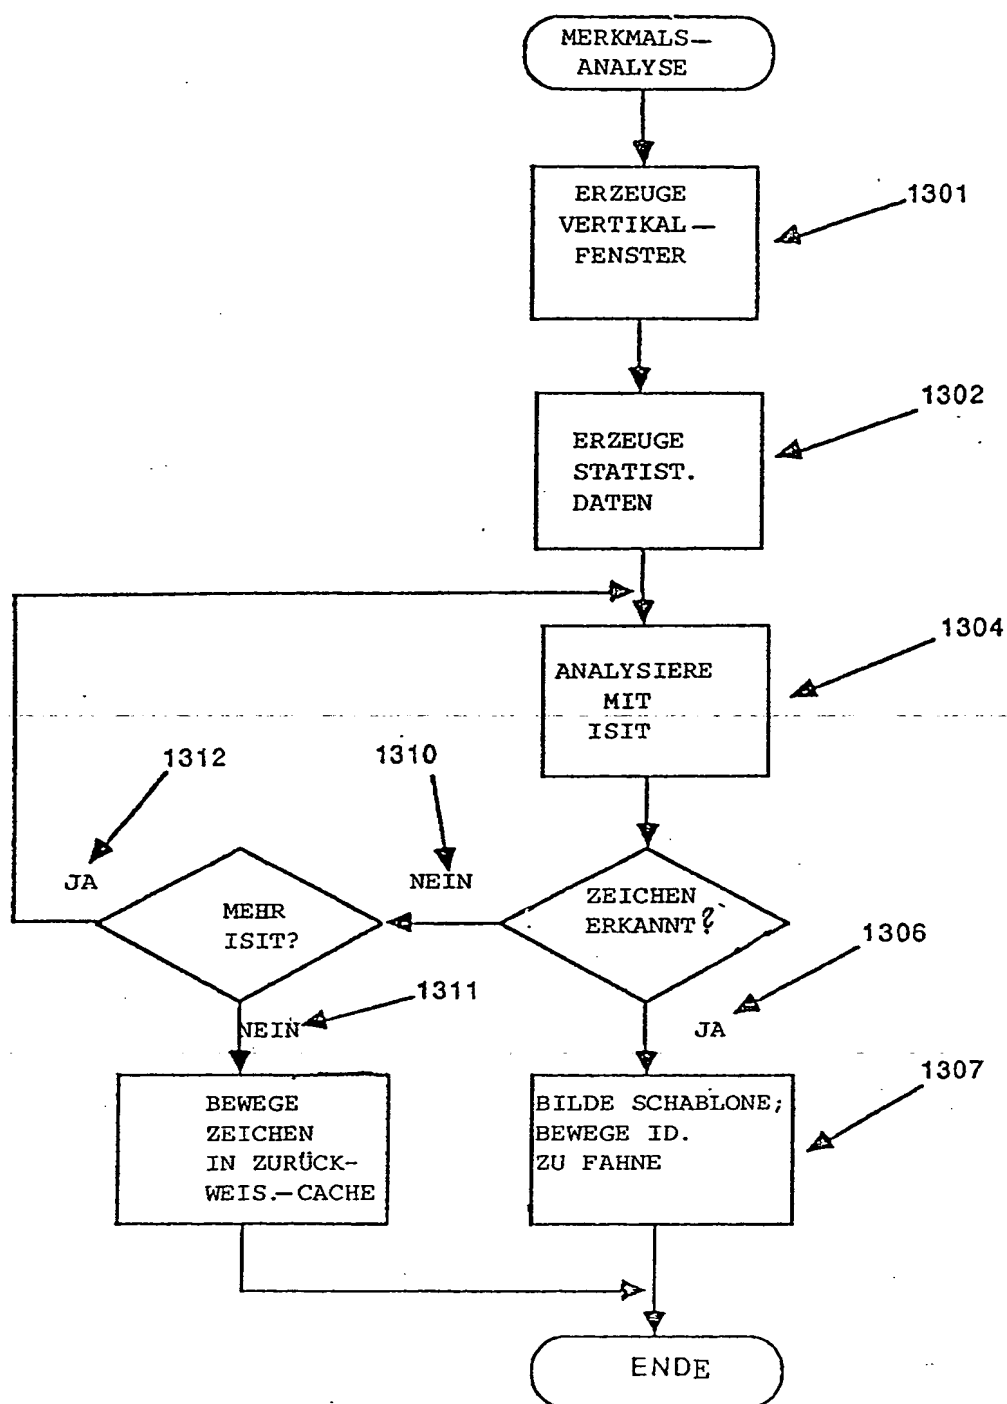 MERKMALS—
ANALYSE
ERZEUGE
VERTIKAL—
FENSTER
1301
1302
ERZEUGE
STATIST.
DATEN
1304
ANALYSIERE
MIT
ISIT
1312
1310
JA
NEIN
ZEICHEN
ERKANNT?
MEHR
ISIT?
1306
1311
NEIN
JA
1307
BEWEGE
ZEICHEN
IN ZURÜCK-
WEIS.—CACHE
BILDE SCHABLONE;
BEWEGE ID.
ZU FAHNE
ENDE